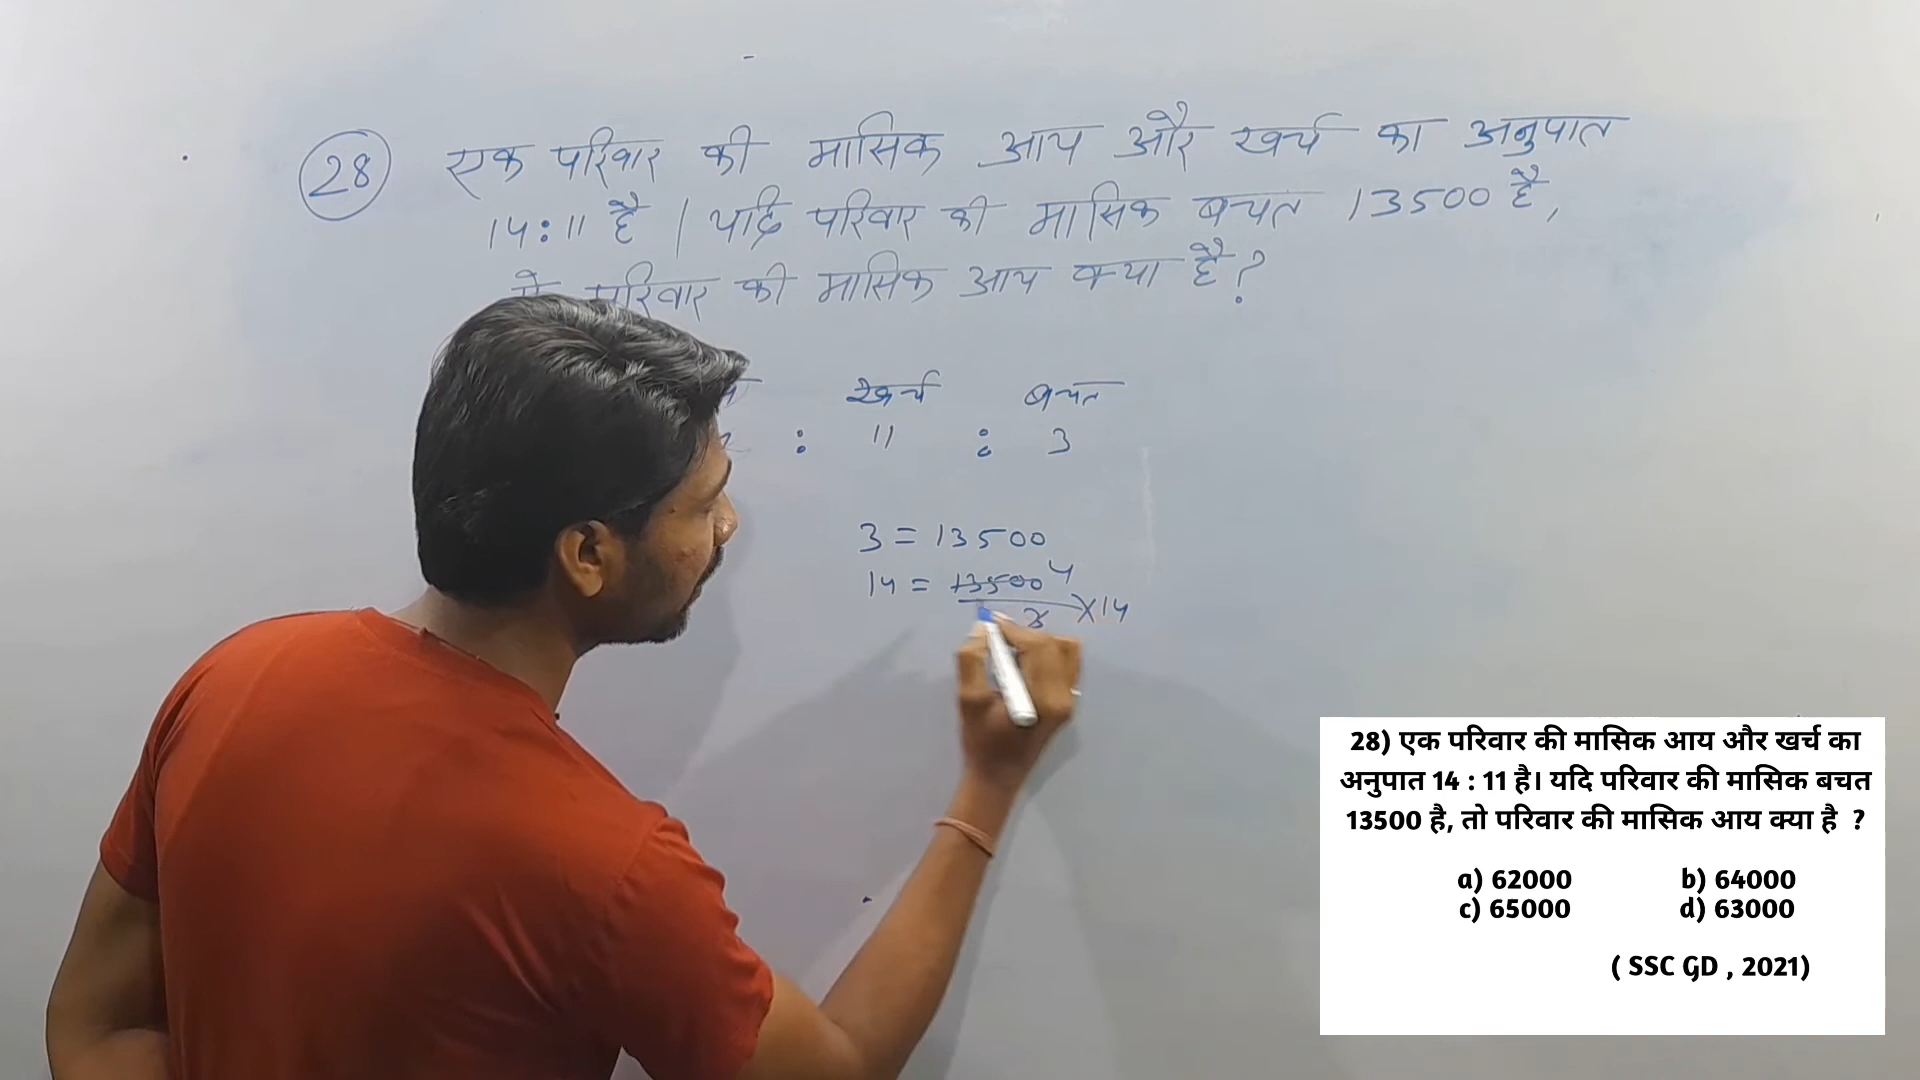 28 एक परिवार की मासिक आय और खर्च का अनुपात
14:11 है | यदि परिवार की मासिक बचत 13500 है,
परिवार की मासिक आय क्या है?
खर्च बचत
: 11 : 3
3 = 13500
14 = 13500 4
3 ×14
28) एक परिवार की मासिक आय और खर्च का
अनुपात 14 : 11 है। यदि परिवार की मासिक बचत
13500 है, तो परिवार की मासिक आय क्या है ?
a) 62000 b) 64000
c) 65000 d) 63000
( SSC GD , 2021)